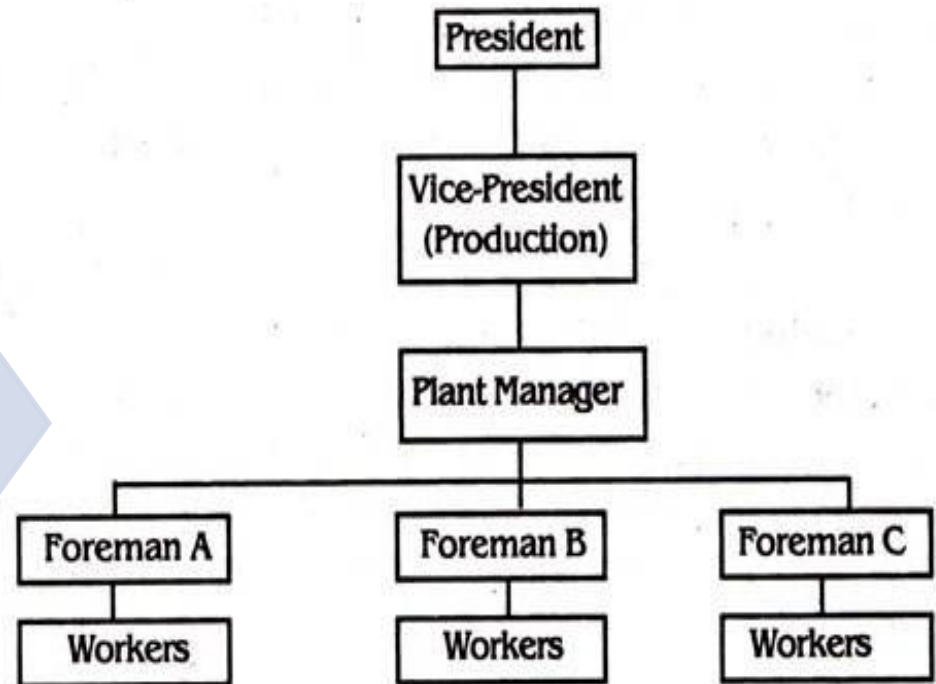 President
Vice-President
(Production)
Plant Manager
Foreman A
Foreman B
Foreman C
Workers
Workers
Workers